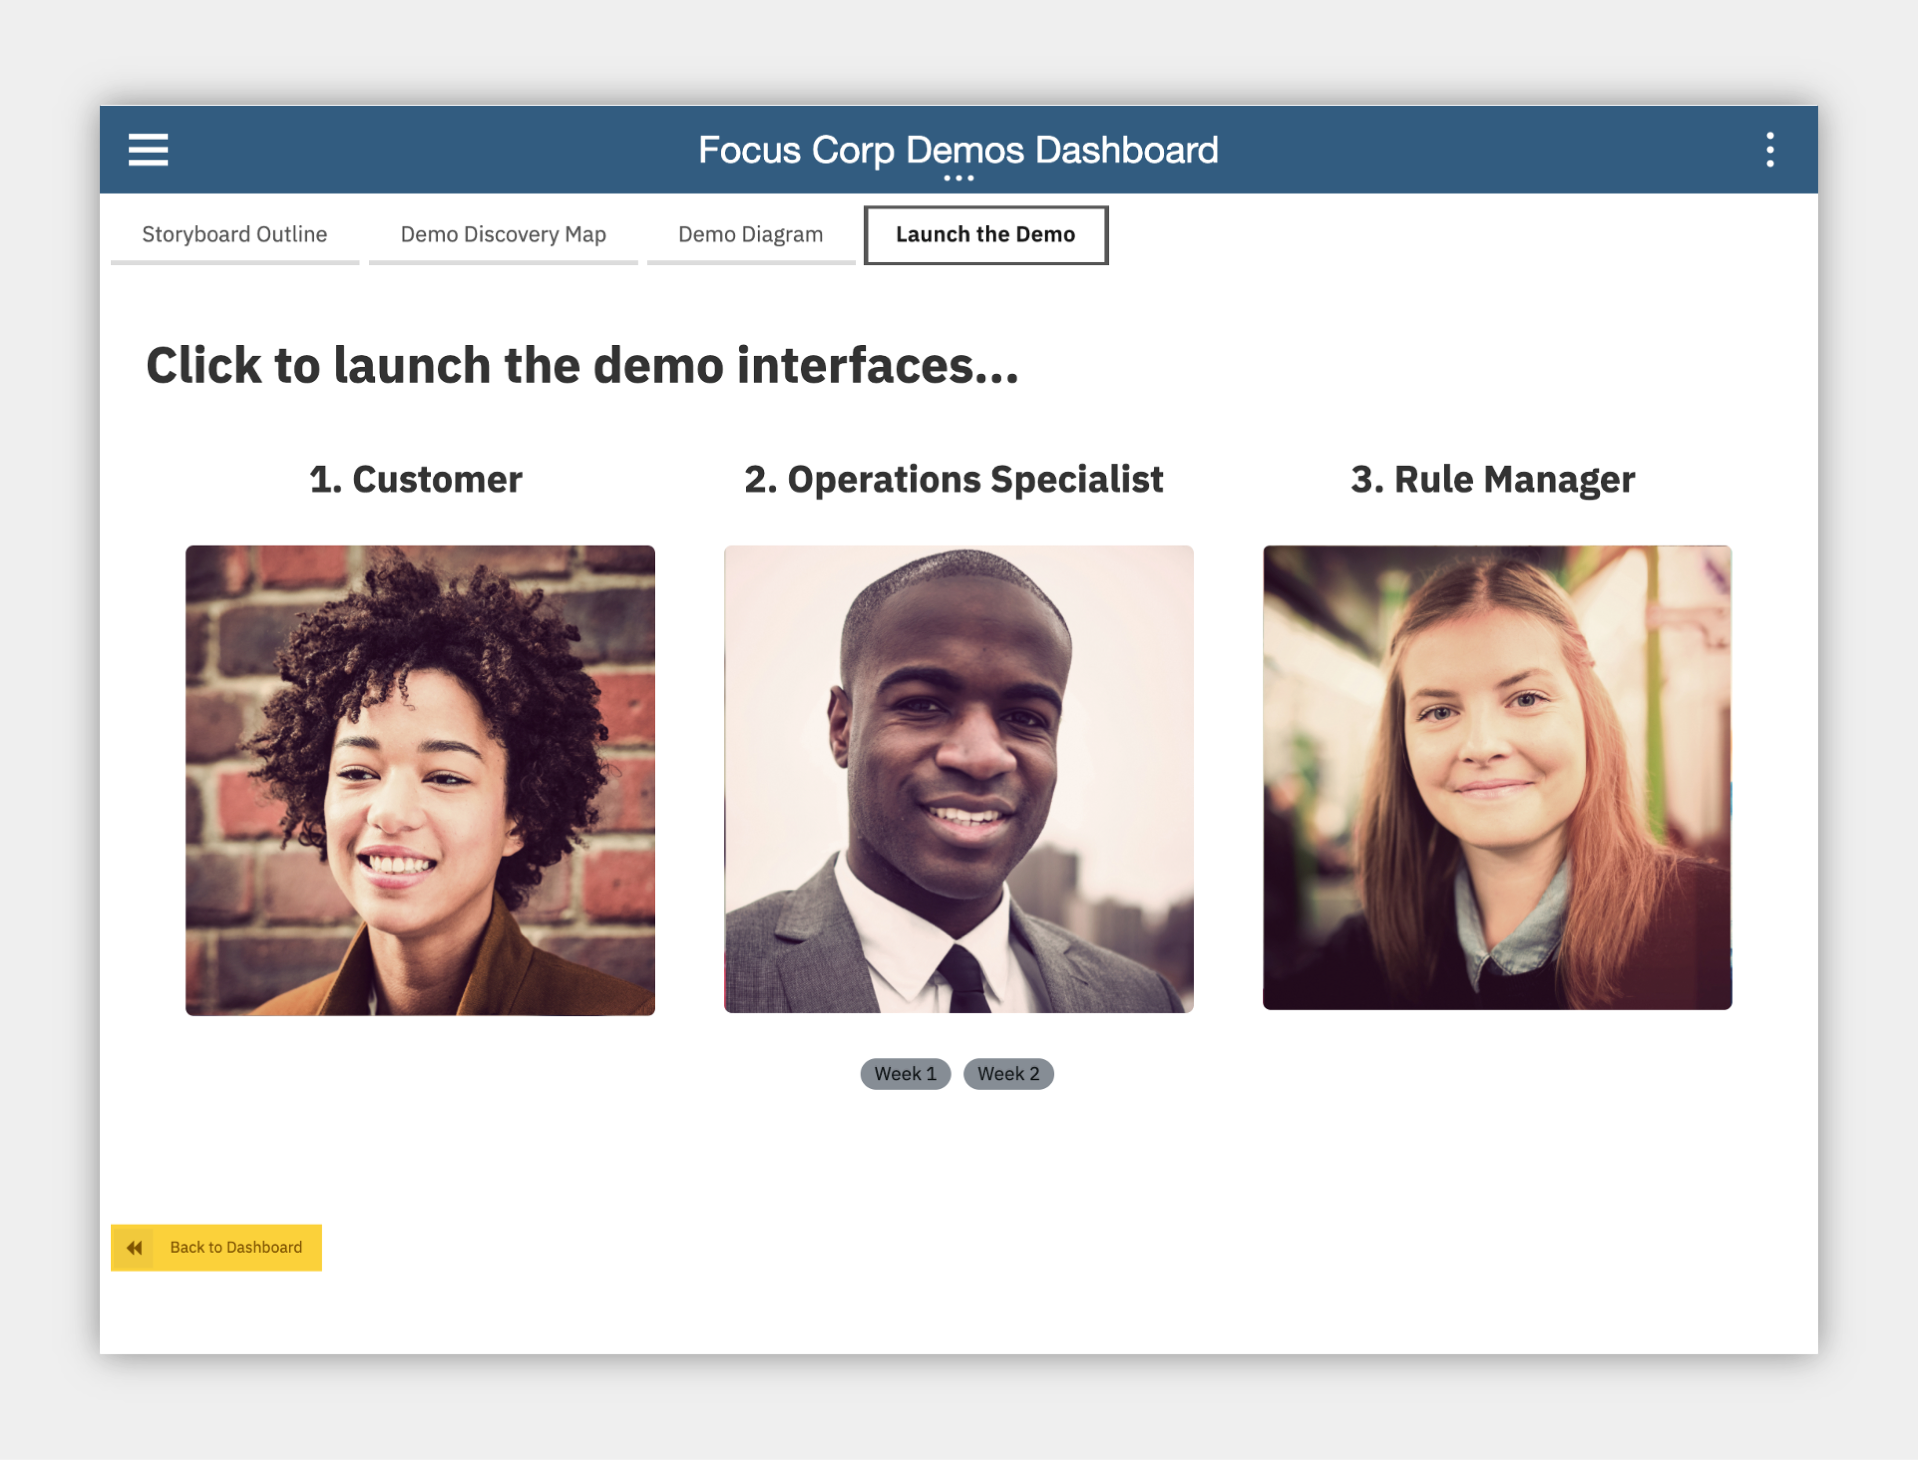 Focus Corp Demos Dashboard
Storyboard Outline
Demo Discovery Map
Demo Diagram
Launch the Demo
Click to launch the demo interfaces...
1. Customer
2. Operations Specialist
3. Rule Manager
Week 1
Week 2
Back to Dashboard